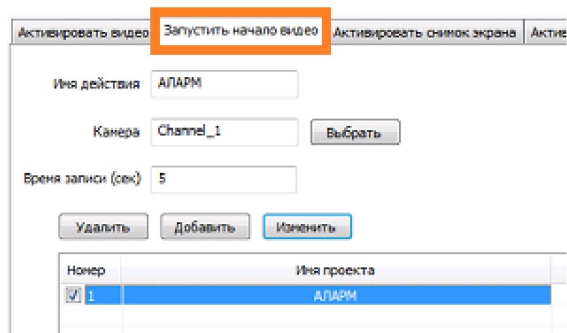 Активировать видео Запустить начало видео Активировать снимок экрана Актив
Имя действия АЛАРМ
Камера Channel_1 Выбрать
Время записи (сек) 5
Удалить Добавить Изменить
Номер Имя проекта
1 АЛАРМ